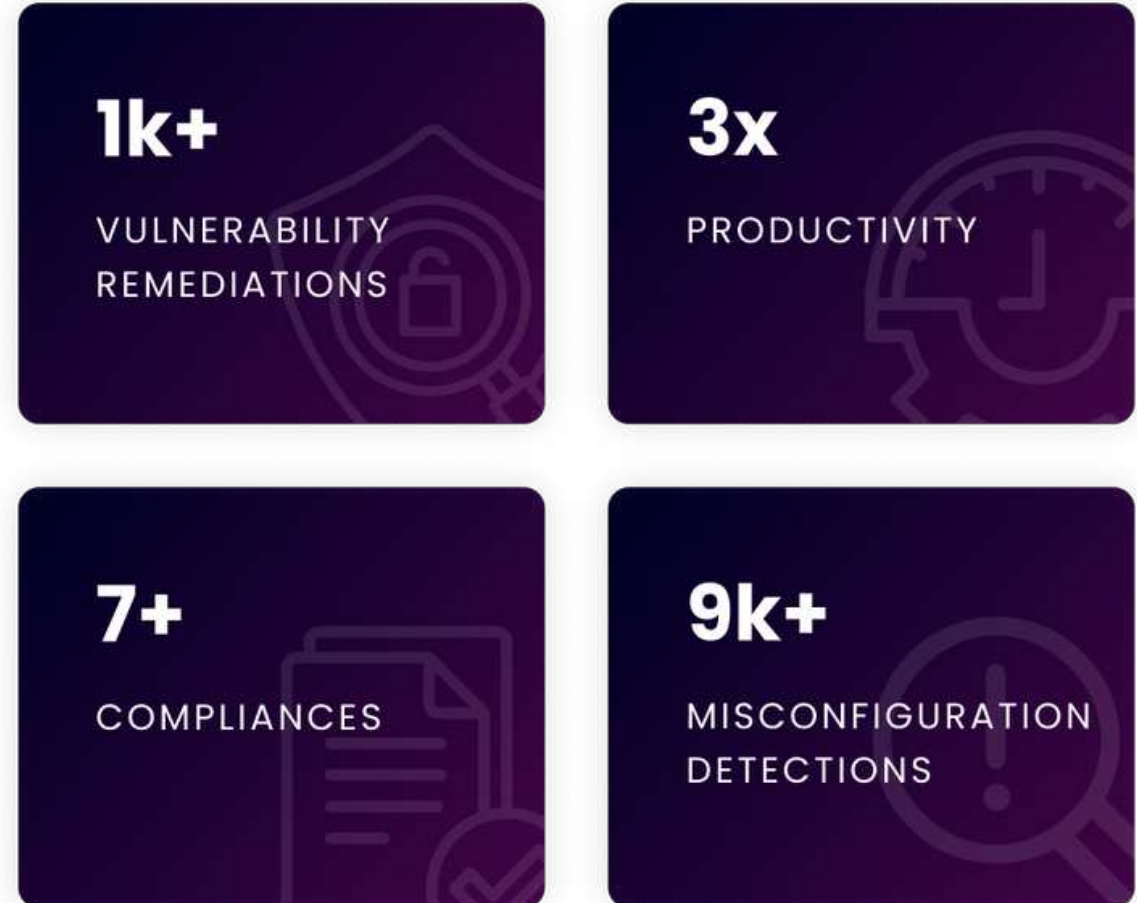 1k+
VULNERABILITY
REMEDIATIONS
3x
PRODUCTIVITY
7+
COMPLIANCES
9k+
MISCONFIGURATION
DETECTIONS